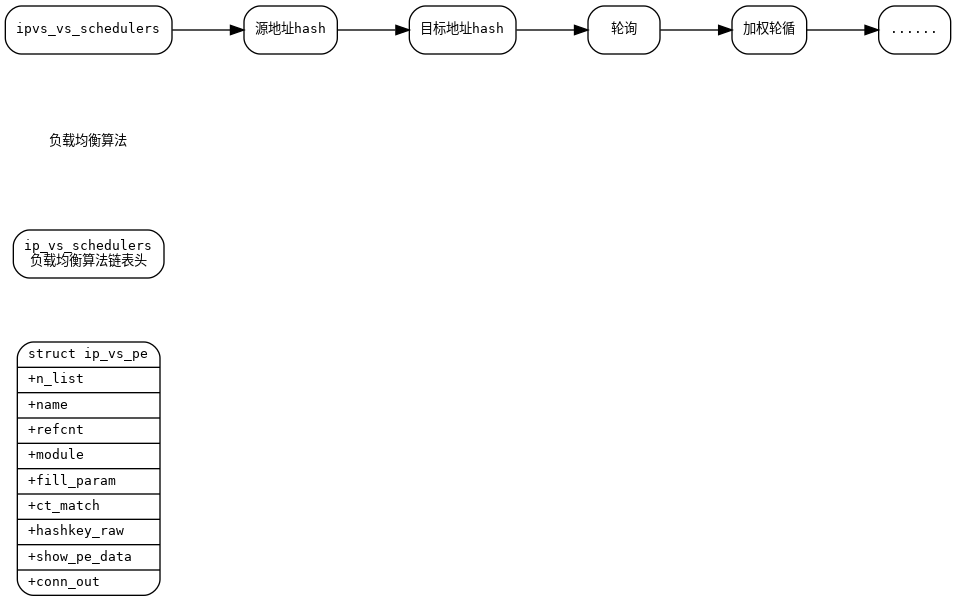 ipvs_vs_schedulers
源地址hash
目标地址hash
轮询
加权轮循
......
负载均衡算法
ip_vs_schedulers
负载均衡算法链表头
struct ip_vs_pe
+n_list
+name
+refcnt
+module
+fill_param
+ct_match
+hashkey_raw
+show_pe_data
+conn_out